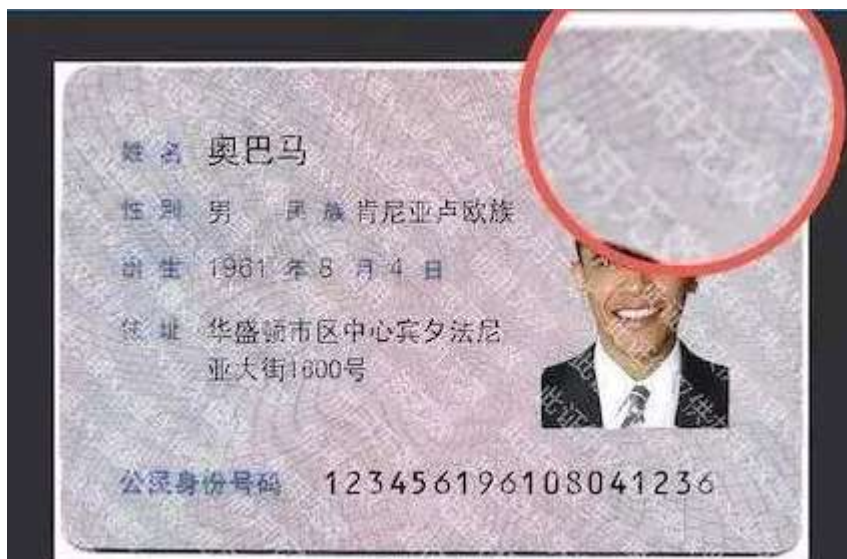 姓名 奥巴马
性别 男 民族 肯尼亚卢欧族
出生 1961 年 8 月 4 日
住址 华盛顿市区中心宾夕法尼
亚大街1600号
公民身份号码 123456196108041236